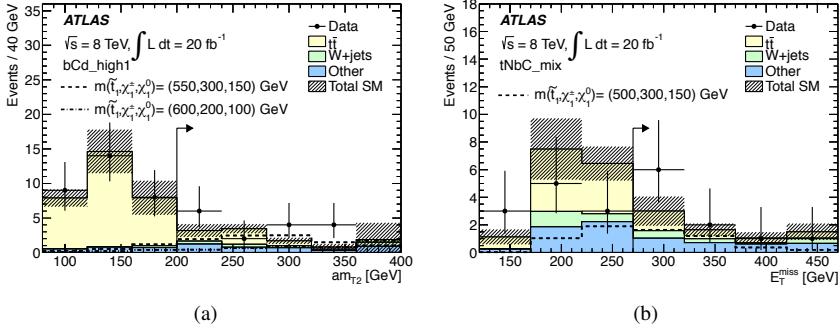 Events / 40 GeV
35
30
25
20
15
10
5
0
ATLAS
√s = 8 TeV, ∫ L dt = 20 fb⁻¹
bCd_high1
m(t̃₁,χ̃₁±,χ̃₁⁰) = (550,300,150) GeV
m(t̃₁,χ̃₁±,χ̃₁⁰) = (600,200,100) GeV
Data
tt̄
W+jets
Other
Total SM
100 150 200 250 300 350 400
am_T2 [GeV]
(a)
Events / 50 GeV
18
16
14
12
10
8
6
4
2
0
ATLAS
√s = 8 TeV, ∫ L dt = 20 fb⁻¹
tNbC_mix
m(t̃₁,χ̃₁±,χ̃₁⁰)= (500,300,150) GeV
Data
tt̄
W+jets
Other
Total SM
150 200 250 300 350 400 450
E_T^miss [GeV]
(b)